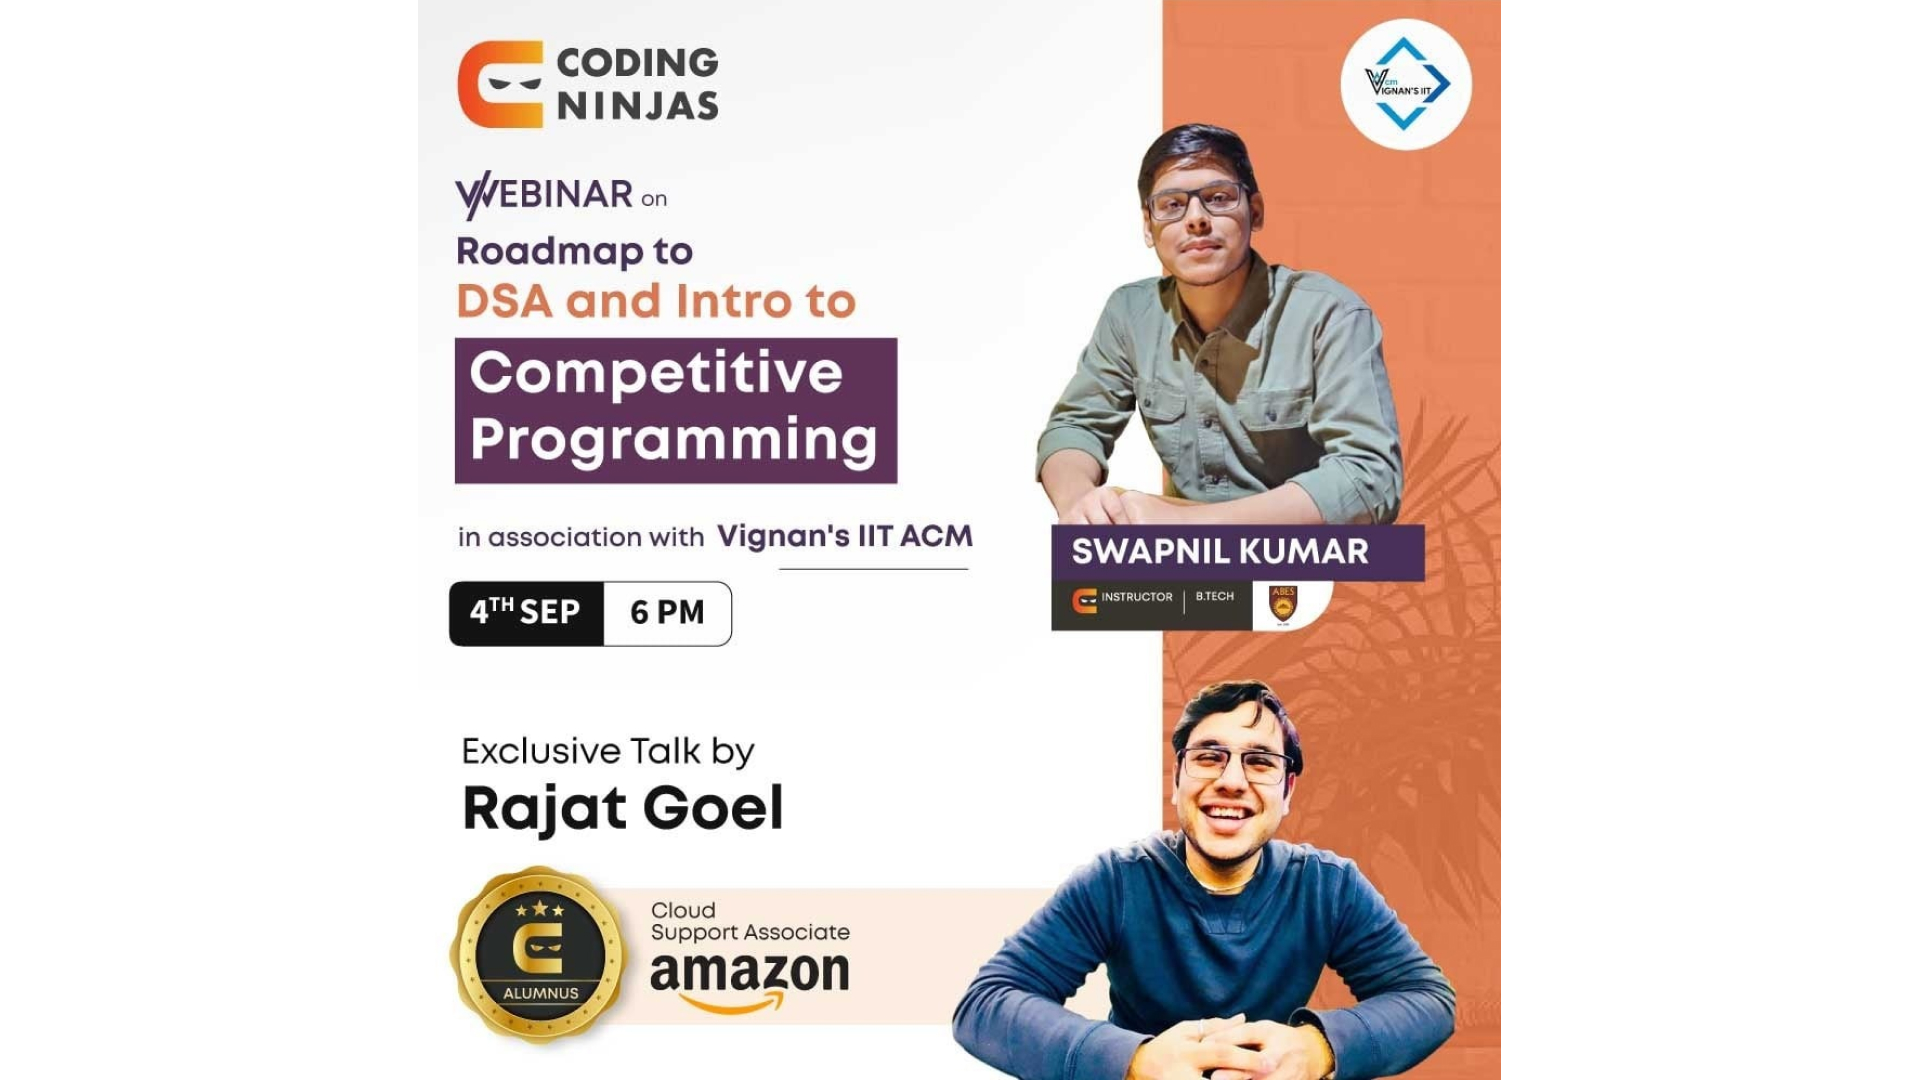 CODING
NINJAS
Vcm
VIGNAN'S IIT
WEBINAR on
Roadmap to
DSA and Intro to
Competitive
Programming
in association with Vignan's IIT ACM
4TH SEP 6 PM
SWAPNIL KUMAR
INSTRUCTOR | B.TECH
ABES
Exclusive Talk by
Rajat Goel
ALUMNUS
Cloud
Support Associate
amazon